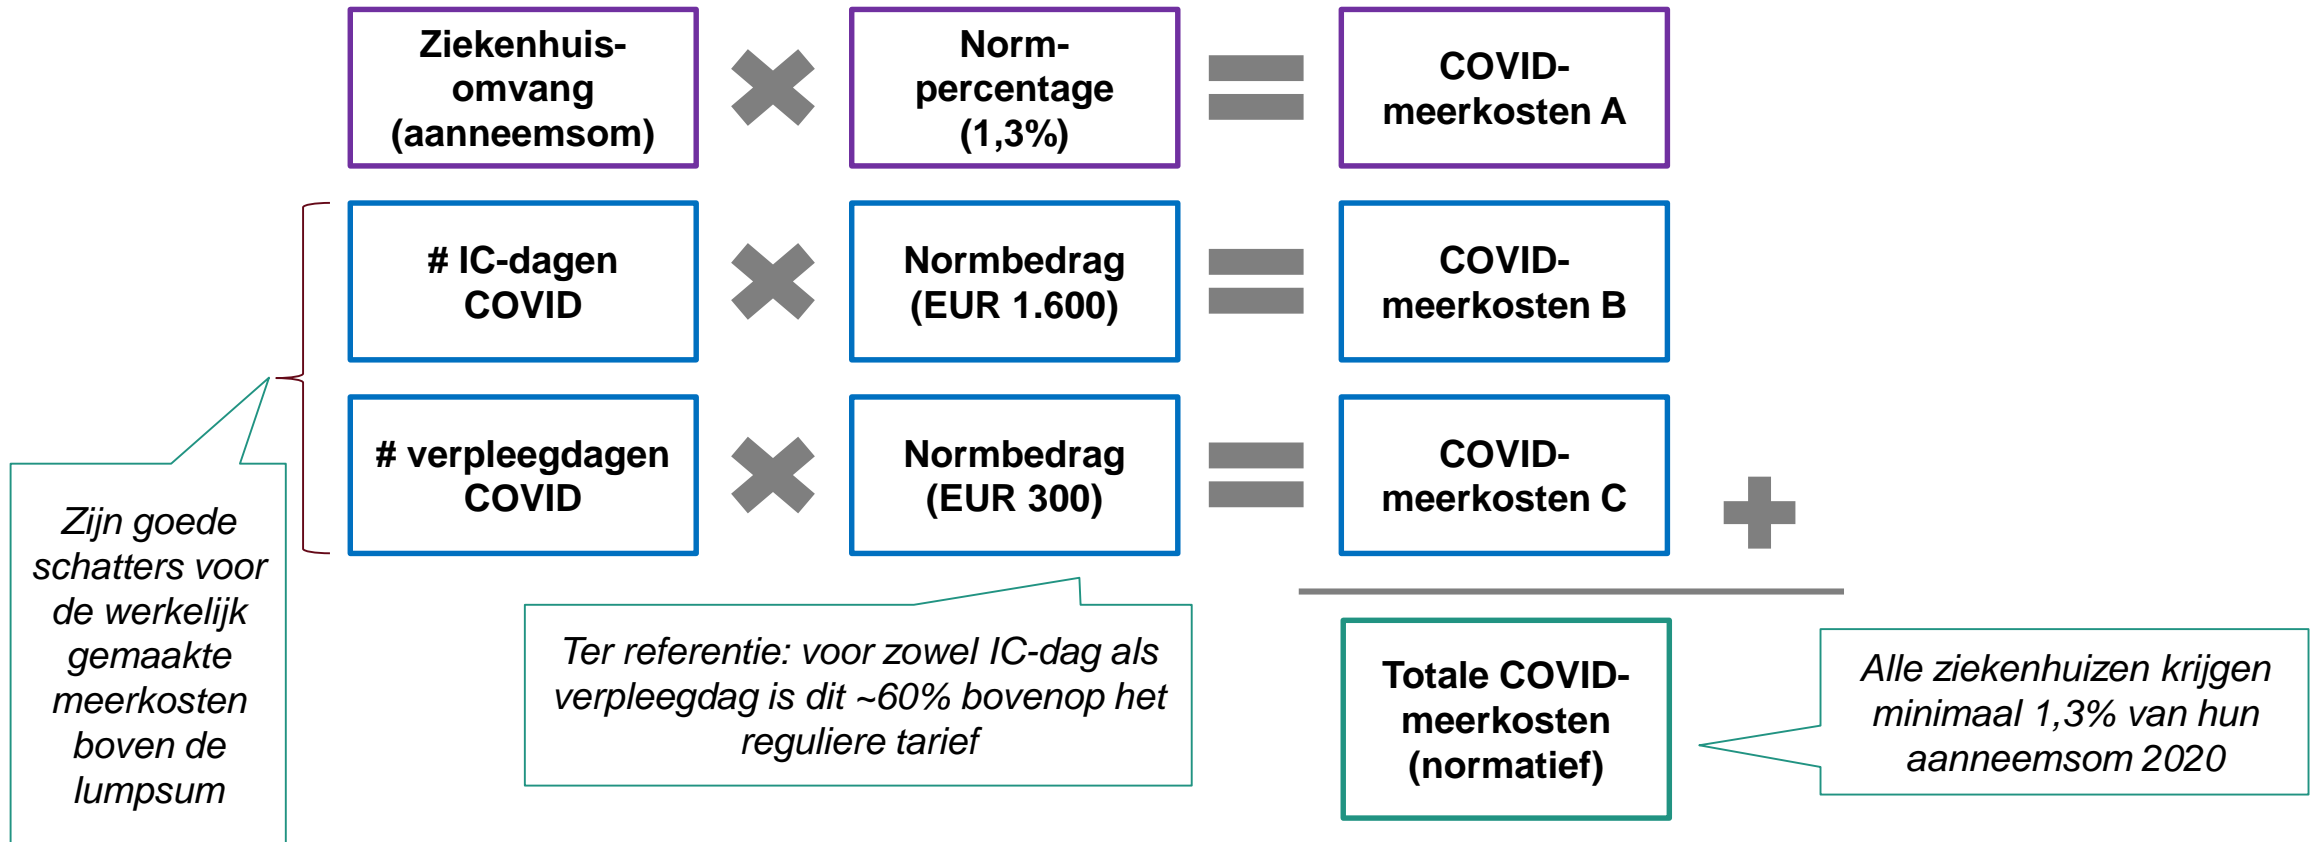 Ziekenhuis-
omvang
(aanneemsom)
Norm-
percentage
(1,3%)
COVID-
meerkosten A
# IC-dagen
COVID
Normbedrag
(EUR 1.600)
COVID-
meerkosten B
# verpleegdagen
COVID
Normbedrag
(EUR 300)
COVID-
meerkosten C
Zijn goede
schatters voor
de werkelijk
gemaakte
meerkosten
boven de
lumpsum
Ter referentie: voor zowel IC-dag als
verpleegdag is dit ~60% bovenop het
reguliere tarief
Totale COVID-
meerkosten
(normatief)
Alle ziekenhuizen krijgen
minimaal 1,3% van hun
aanneemsom 2020